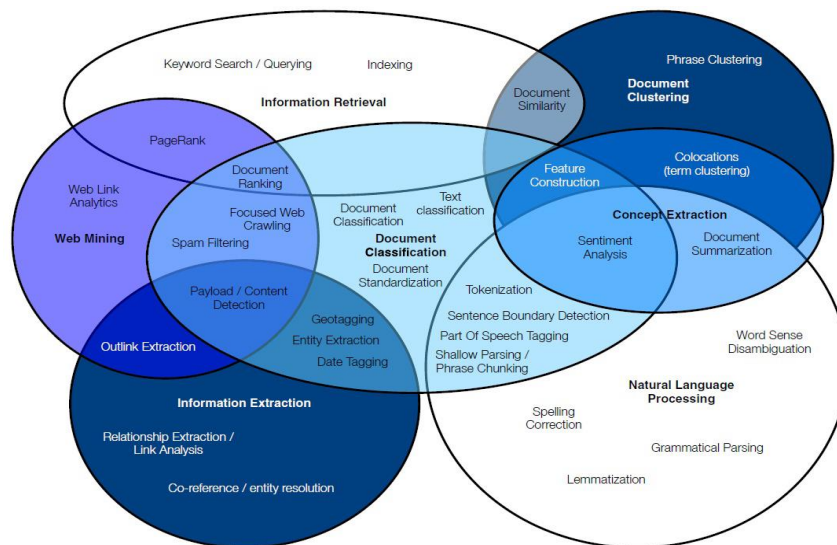 Keyword Search / Querying
Indexing
Information Retrieval
Phrase Clustering
Document
Clustering
Document
Similarity
PageRank
Document
Ranking
Feature
Construction
Colocations
(term clustering)
Web Link
Analytics
Web Mining
Focused Web
Crawling
Spam Filtering
Document
Classification
Text
classification
Document
Classification
Document
Standardization
Concept Extraction
Sentiment
Analysis
Document
Summarization
Payload / Content
Detection
Tokenization
Geotagging
Entity Extraction
Date Tagging
Sentence Boundary Detection
Part Of Speech Tagging
Shallow Parsing /
Phrase Chunking
Outlink Extraction
Word Sense
Disambiguation
Natural Language
Processing
Information Extraction
Relationship Extraction /
Link Analysis
Co-reference / entity resolution
Spelling
Correction
Grammatical Parsing
Lemmatization